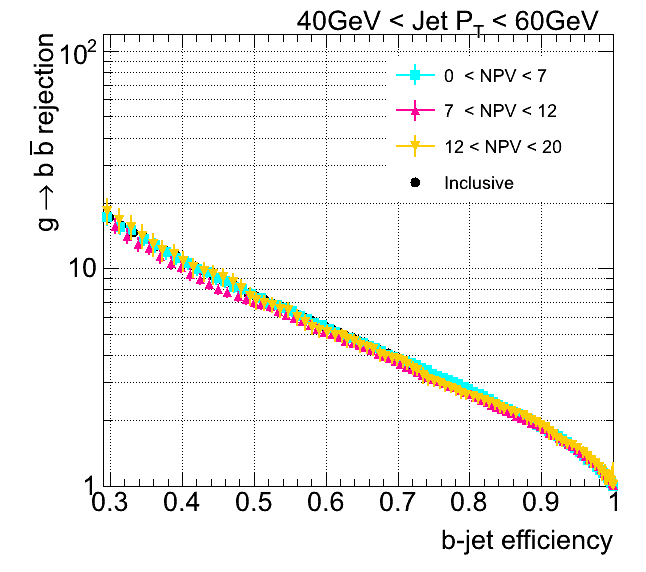 40GeV < Jet P_T < 60GeV
g → b b̅ rejection
10²
10
1
0 < NPV < 7
7 < NPV < 12
12 < NPV < 20
Inclusive
0.3 0.4 0.5 0.6 0.7 0.8 0.9 1
b-jet efficiency